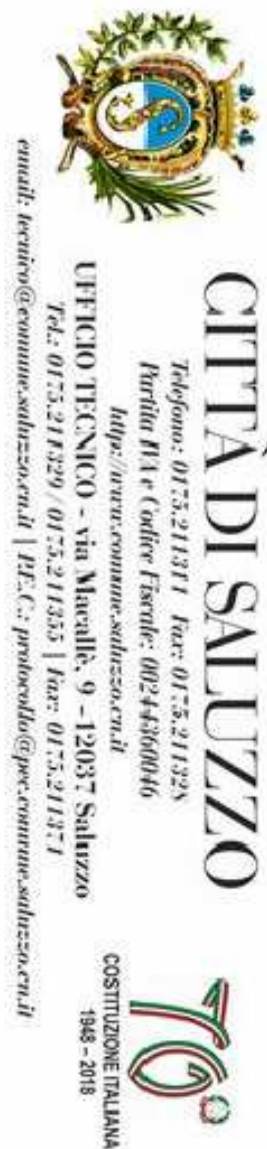 CITTÀ DI SALUZZO
Telefono: 0175.211311 Fax: 0175.211328
Partita IVA e Codice Fiscale: 00244360046
http://www.comune.saluzzo.cn.it
UFFICIO TECNICO - via Macallè, 9 - 12037 Saluzzo
Tel.: 0175.211329 / 0175.211355 | Fax: 0175.211371
email: tecnico@comune.saluzzo.cn.it | P.E.C.: protocollo@pec.comune.saluzzo.cn.it
70°
COSTITUZIONE ITALIANA
1948 - 2018